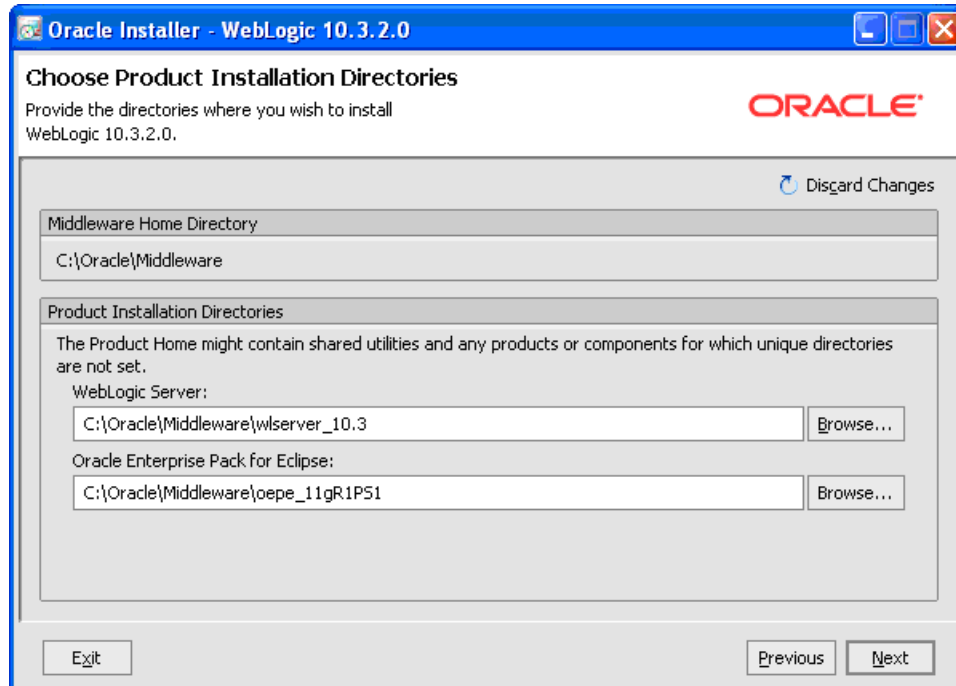 Oracle Installer - WebLogic 10.3.2.0
Choose Product Installation Directories
Provide the directories where you wish to install
WebLogic 10.3.2.0.
ORACLE
Discard Changes
Middleware Home Directory
C:\Oracle\Middleware
Product Installation Directories
The Product Home might contain shared utilities and any products or components for which unique directories
are not set.
WebLogic Server:
C:\Oracle\Middleware\wlserver_10.3
Browse...
Oracle Enterprise Pack for Eclipse:
C:\Oracle\Middleware\oepe_11gR1PS1
Browse...
Exit
Previous
Next